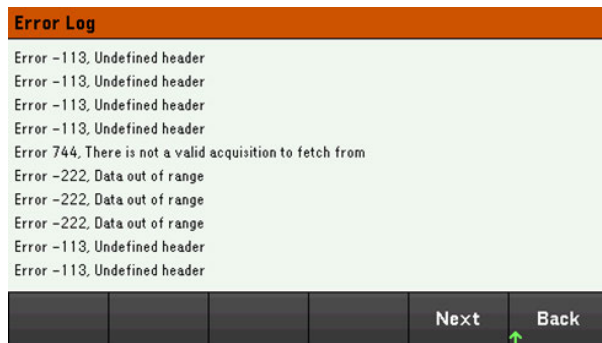 Error Log
Error -113, Undefined header
Error -113, Undefined header
Error -113, Undefined header
Error -113, Undefined header
Error 744, There is not a valid acquisition to fetch from
Error -222, Data out of range
Error -222, Data out of range
Error -222, Data out of range
Error -113, Undefined header
Error -113, Undefined header
Next Back